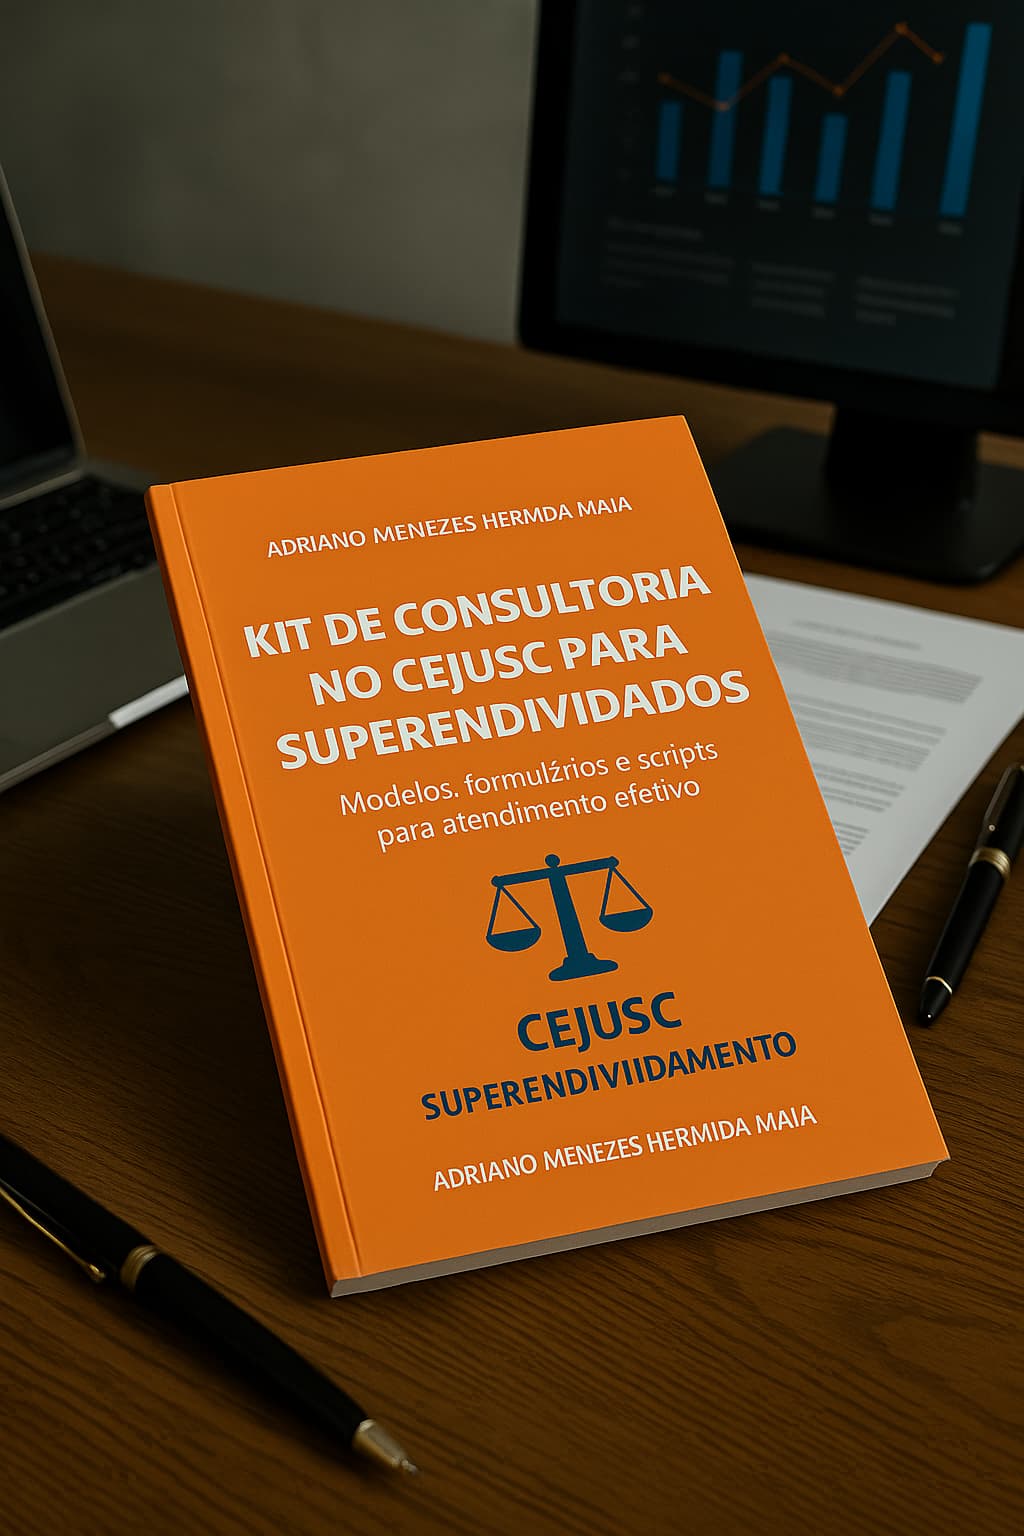 ADRIANO MENEZES HERMDA MAIA
KIT DE CONSULTORIA
NO CEJUSC PARA
SUPERENDIVIDADOS
Modelos. formulźrios e scripts
para atendimento efetivo
CEJUSC
SUPERENDIVIIDAMENTO
ADRIANO MENEZES HERMIDA MAIA